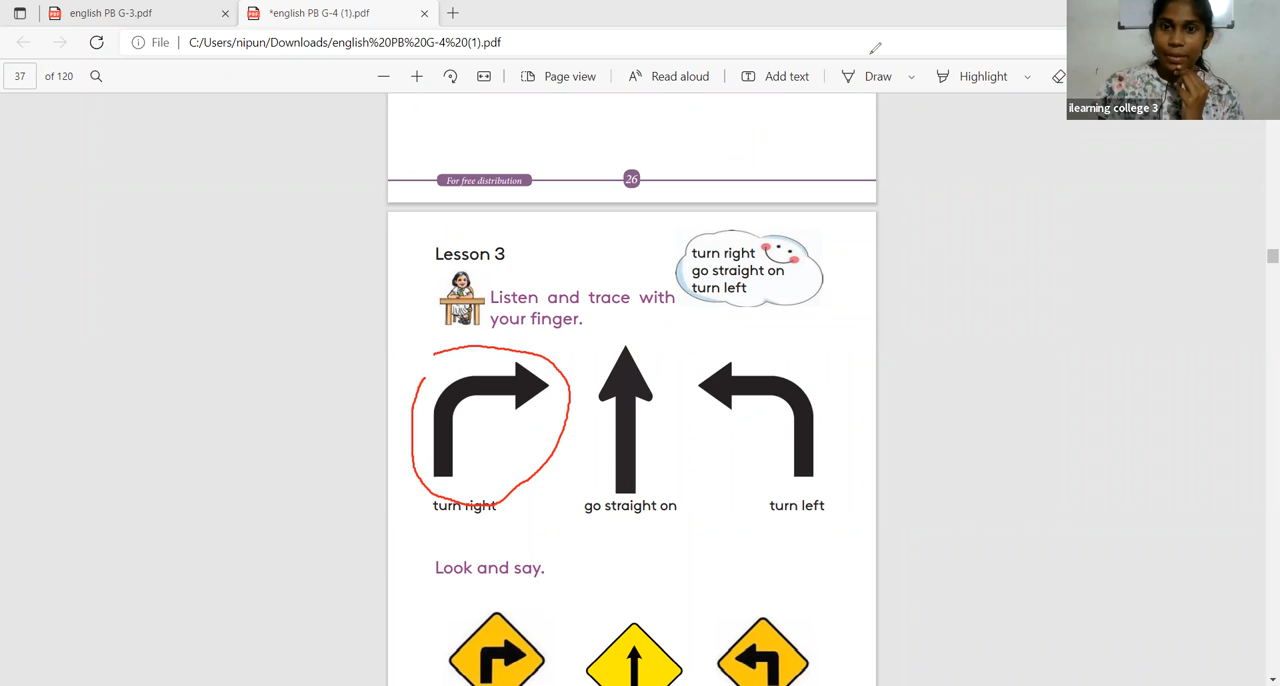 english PB G-3.pdf
*english PB G-4 (1).pdf
File
C:/Users/nipun/Downloads/english%20PB%20G-4%20(1).pdf
37 of 120
Page view
Read aloud
Add text
Draw
Highlight
ilearning college 3
For free distribution
26
Lesson 3
turn right
go straight on
turn left
Listen and trace with
your finger.
turn right
go straight on
turn left
Look and say.